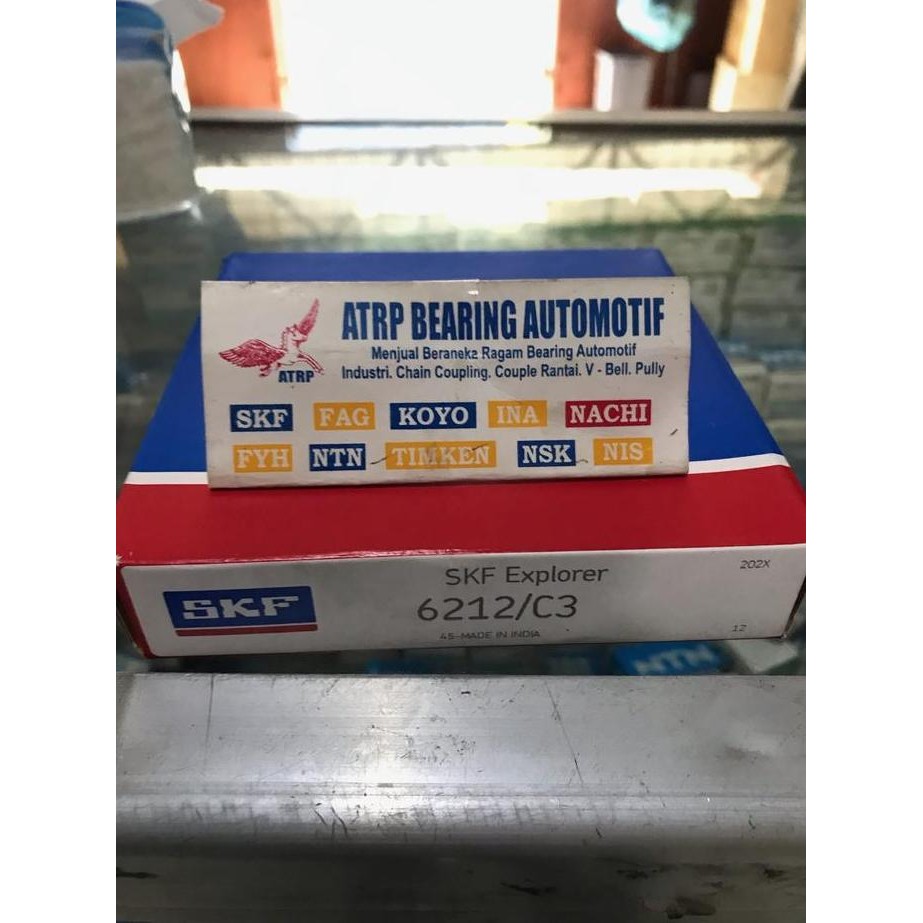 ATRP BEARING AUTOMOTIF
Menjual Beraneka Ragam Bearing Automotif
Industri. Chain Coupling. Couple Rantai. V - Bell. Pully
ATRP
SKF FAG KOYO INA NACHI
FYH NTN TIMKEN NSK NIS
SKF
SKF Explorer
6212/C3
45-MADE IN INDIA
202X
12
NTN